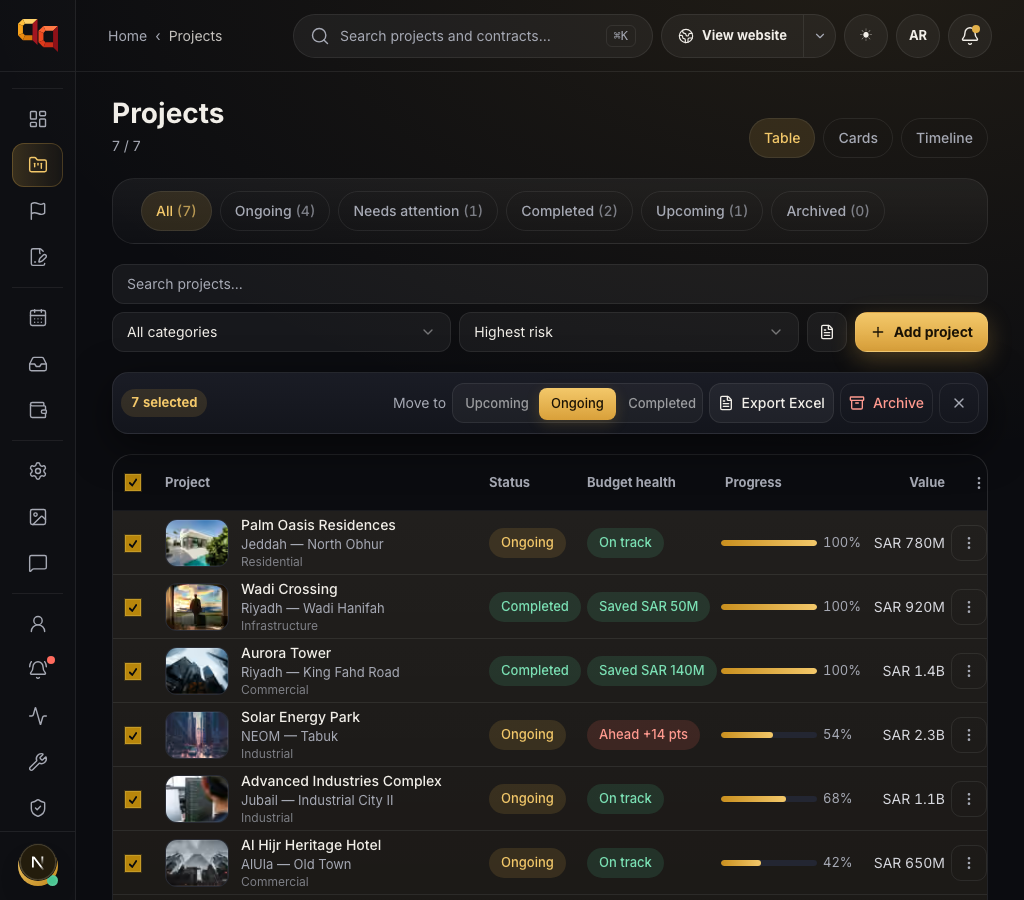 Home ‹ Projects
Search projects and contracts...
⌘K
View website
AR
Projects
7 / 7
Table
Cards
Timeline
All (7)
Ongoing (4)
Needs attention (1)
Completed (2)
Upcoming (1)
Archived (0)
Search projects...
All categories
Highest risk
Add project
7 selected
Move to
Upcoming
Ongoing
Completed
Export Excel
Archive
Project
Status
Budget health
Progress
Value
Palm Oasis Residences
Jeddah — North Obhur
Residential
Ongoing
On track
100%
SAR 780M
Wadi Crossing
Riyadh — Wadi Hanifah
Infrastructure
Completed
Saved SAR 50M
100%
SAR 920M
Aurora Tower
Riyadh — King Fahd Road
Commercial
Completed
Saved SAR 140M
100%
SAR 1.4B
Solar Energy Park
NEOM — Tabuk
Industrial
Ongoing
Ahead +14 pts
54%
SAR 2.3B
Advanced Industries Complex
Jubail — Industrial City II
Industrial
Ongoing
On track
68%
SAR 1.1B
Al Hijr Heritage Hotel
AlUla — Old Town
Commercial
Ongoing
On track
42%
SAR 650M
N